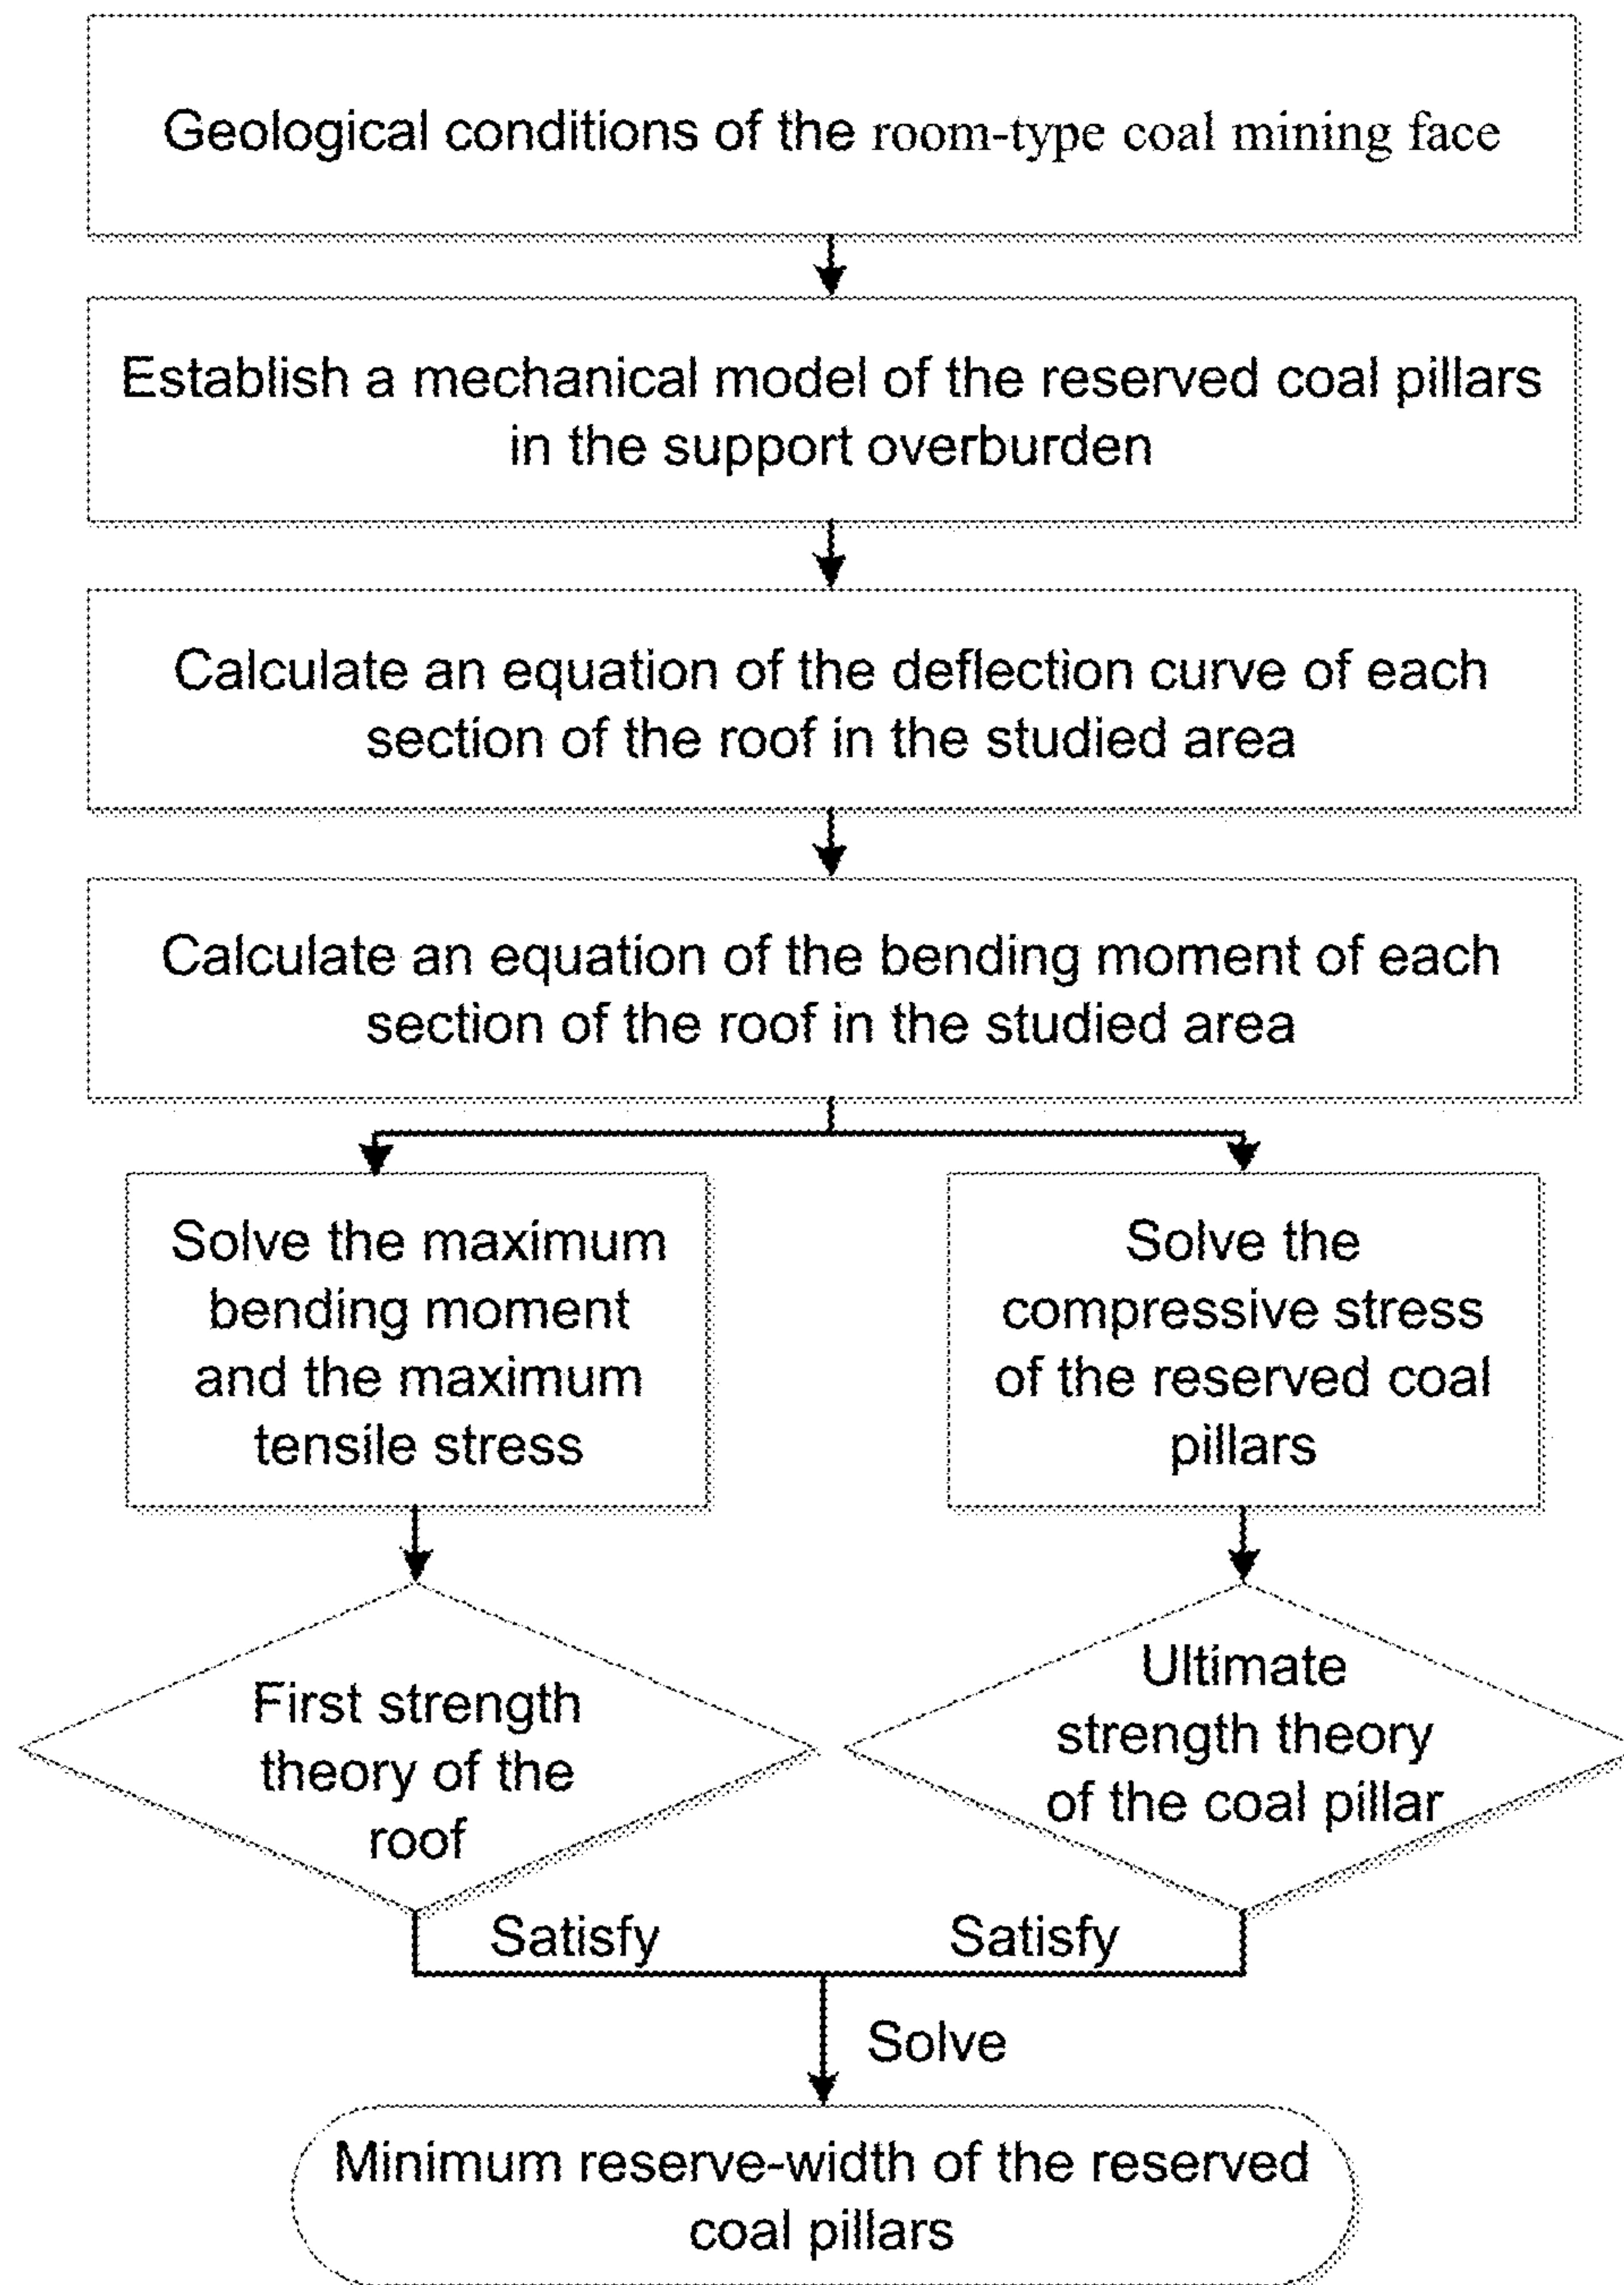 Geological conditions of the room-type coal mining face
Establish a mechanical model of the reserved coal pillars
in the support overburden
Calculate an equation of the deflection curve of each
section of the roof in the studied area
Calculate an equation of the bending moment of each
section of the roof in the studied area
Solve the maximum
bending moment
and the maximum
tensile stress
Solve the
compressive stress
of the reserved coal
pillars
First strength
theory of the
roof
Ultimate
strength theory
of the coal pillar
Satisfy
Satisfy
Solve
Minimum reserve-width of the reserved
coal pillars